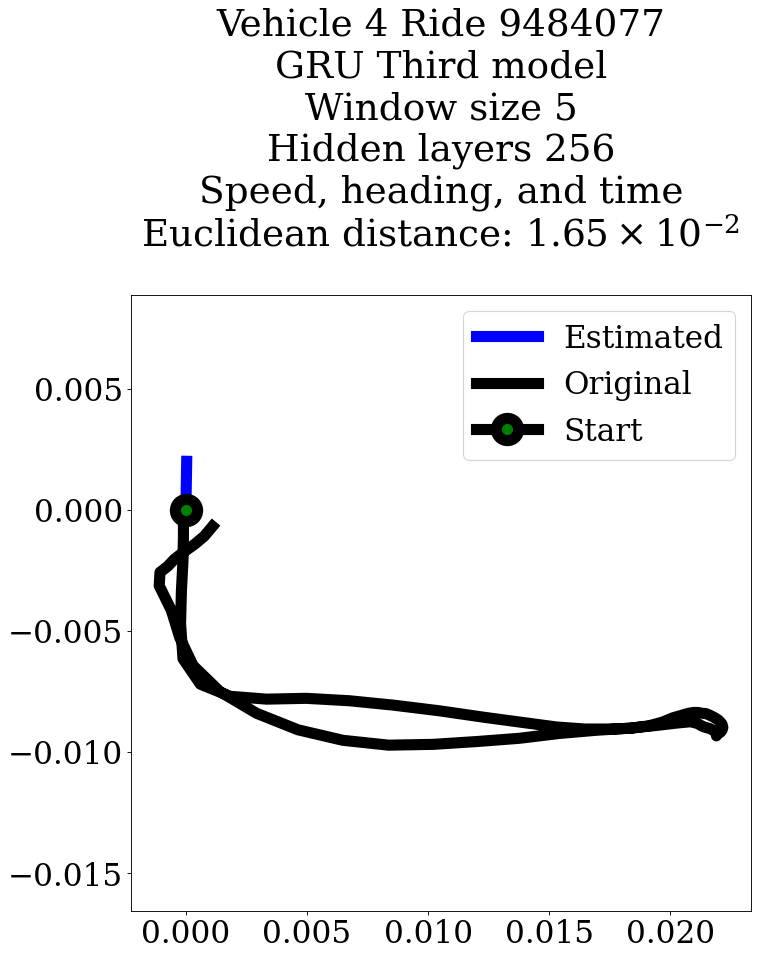 Vehicle 4 Ride 9484077
GRU Third model
Window size 5
Hidden layers 256
Speed, heading, and time
Euclidean distance: 1.65 × 10⁻²
Estimated
Original
Start
0.005
0.000
−0.005
−0.010
−0.015
0.000 0.005 0.010 0.015 0.020